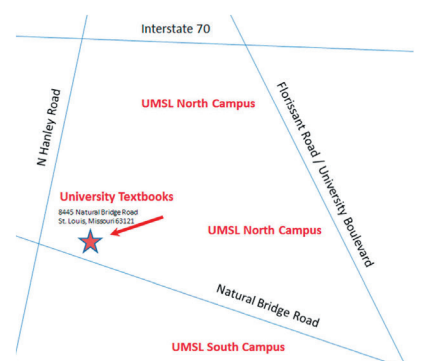 Interstate 70
UMSL North Campus
N Hanley Road
Florissant Road / University Boulevard
University Textbooks
8445 Natural Bridge Road
St. Louis, Missouri 63121
UMSL North Campus
Natural Bridge Road
UMSL South Campus